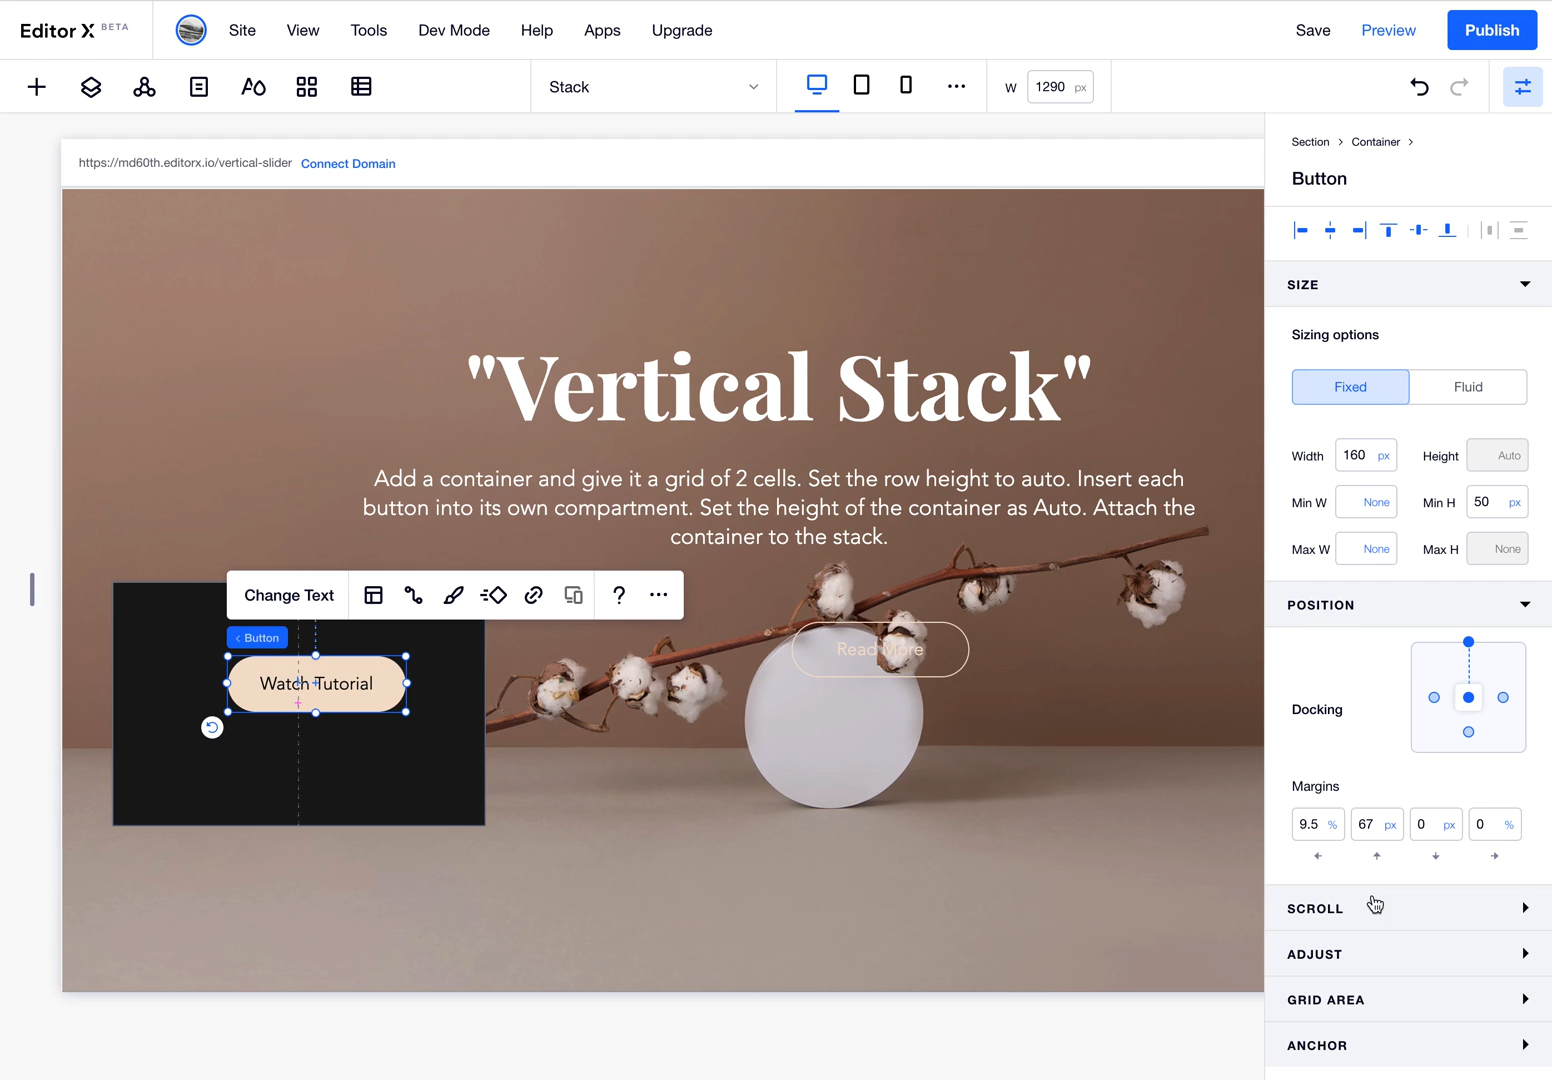 Editor X BETA
Site View Tools Dev Mode Help Apps Upgrade
Save Preview Publish
Stack
W 1290 px
https://md60th.editorx.io/vertical-slider Connect Domain
Section > Container >
Button
"Vertical Stack"
Add a container and give it a grid of 2 cells. Set the row height to auto. Insert each
button into its own compartment. Set the height of the container as Auto. Attach the
container to the stack.
Change Text
?
< Button
Watch Tutorial
Read More
SIZE
Sizing options
Fixed Fluid
Width 160 px Height Auto
Min W None Min H 50 px
Max W None Max H None
POSITION
Docking
Margins
9.5 % 67 px 0 px 0 %
SCROLL
ADJUST
GRID AREA
ANCHOR